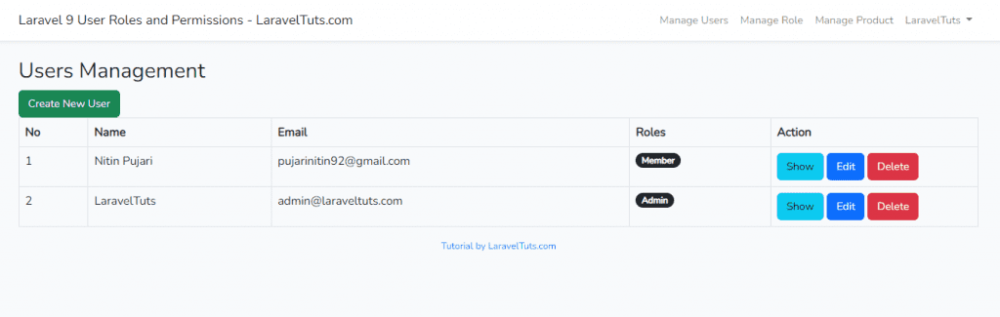 Laravel 9 User Roles and Permissions - LaravelTuts.com Manage Users Manage Role Manage Product LaravelTuts
Users Management
Create New User
No Name Email Roles Action
1 Nitin Pujari pujarinitin92@gmail.com Member Show Edit Delete
2 LaravelTuts admin@laraveltuts.com Admin Show Edit Delete
Tutorial by LaravelTuts.com